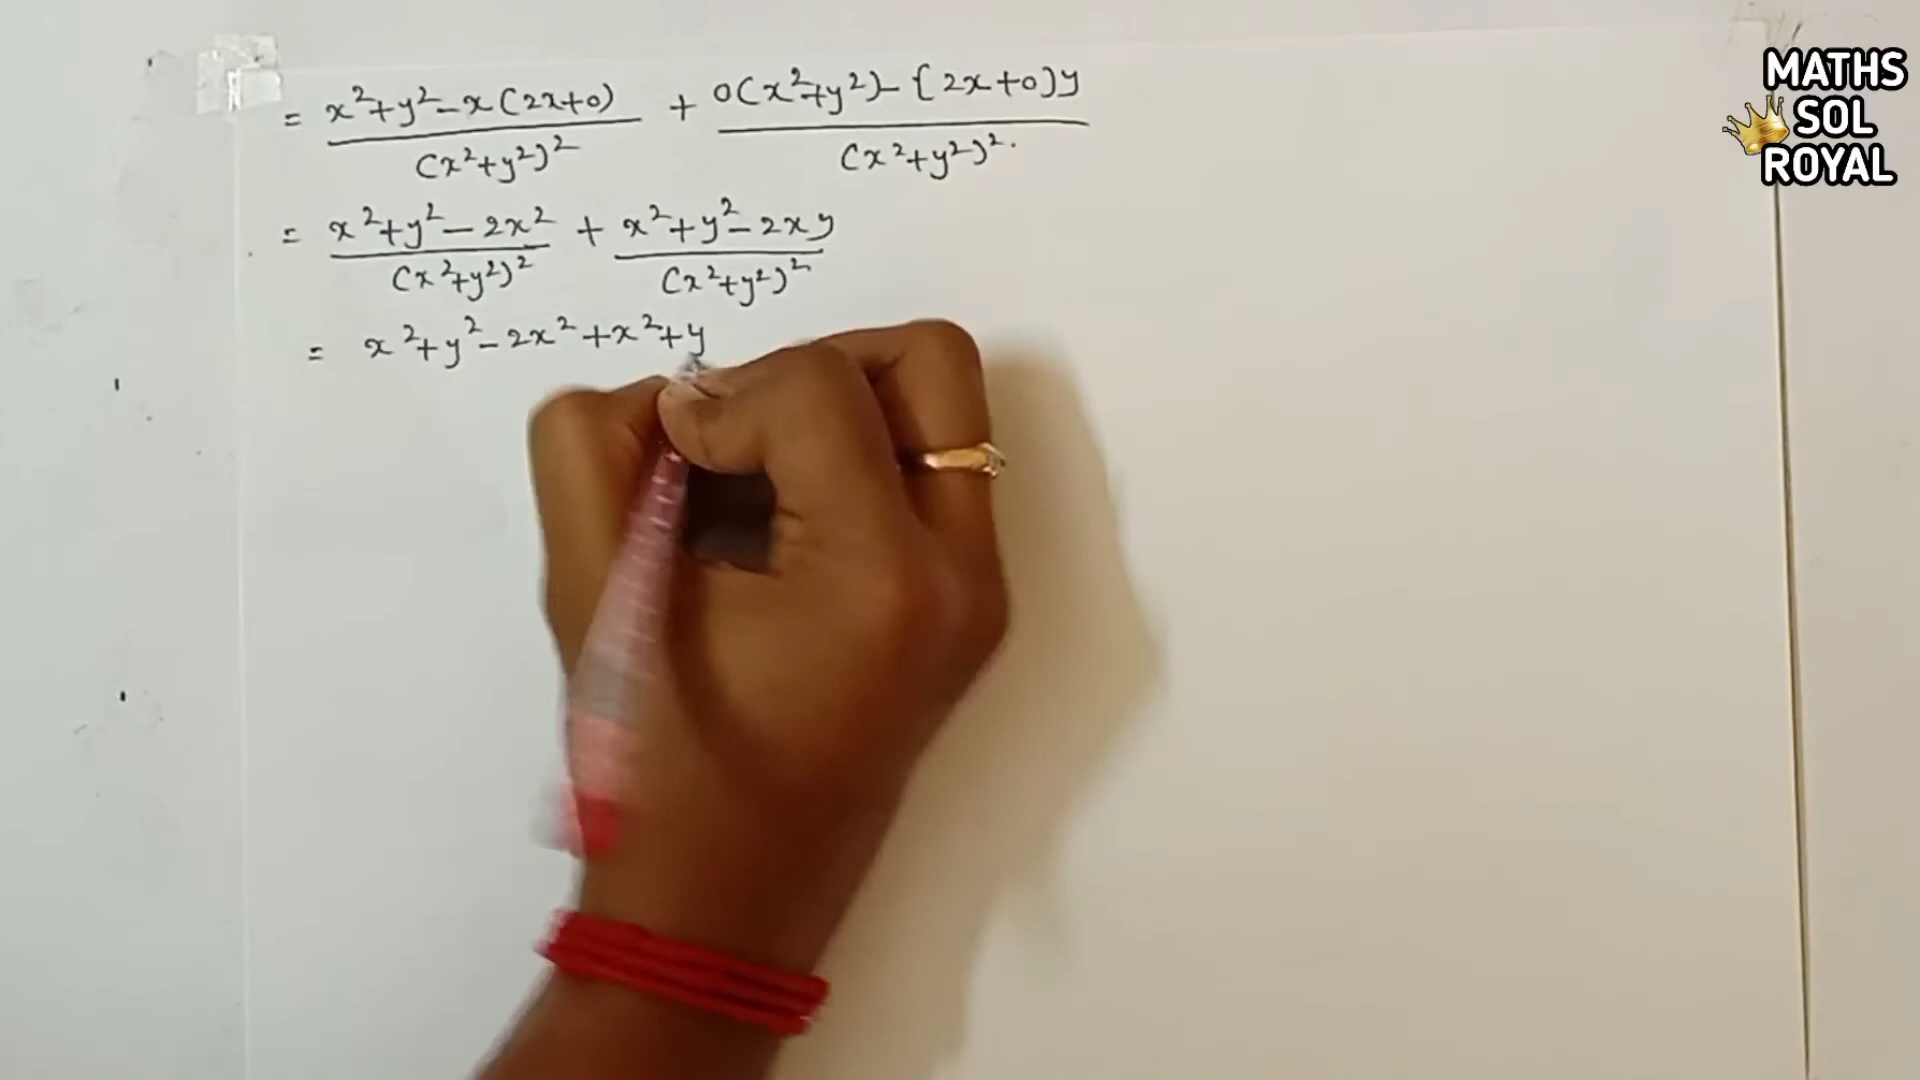 = x²+y²-x(2x+0) / (x²+y²)² + 0(x²+y²)-[2x+0)y / (x²+y²)².
= x²+y²-2x² / (x²+y²)² + x²+y²-2xy / (x²+y²)²
= x²+y²-2x²+x²+y
MATHS
SOL
ROYAL